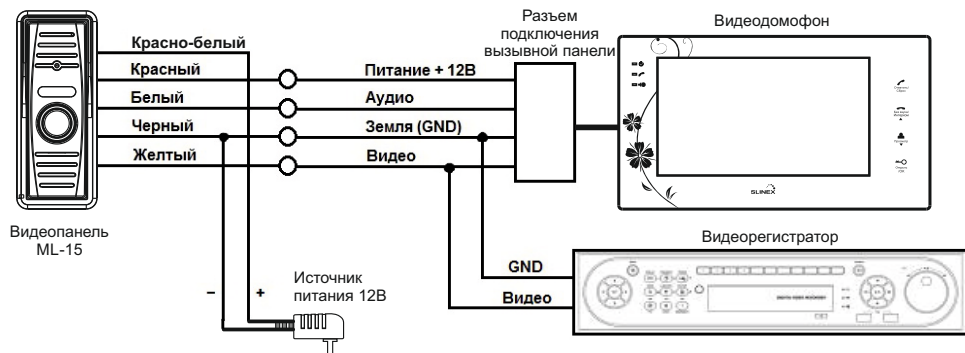 Разъем
подключения
вызывной панели
Видеодомофон
Красно-белый
Красный
Питание + 12В
Белый
Аудио
Черный
Земля (GND)
Желтый
Видео
SLINEX
Видеопанель
ML-15
Видеорегистратор
GND
Видео
Источник
питания 12В
– +